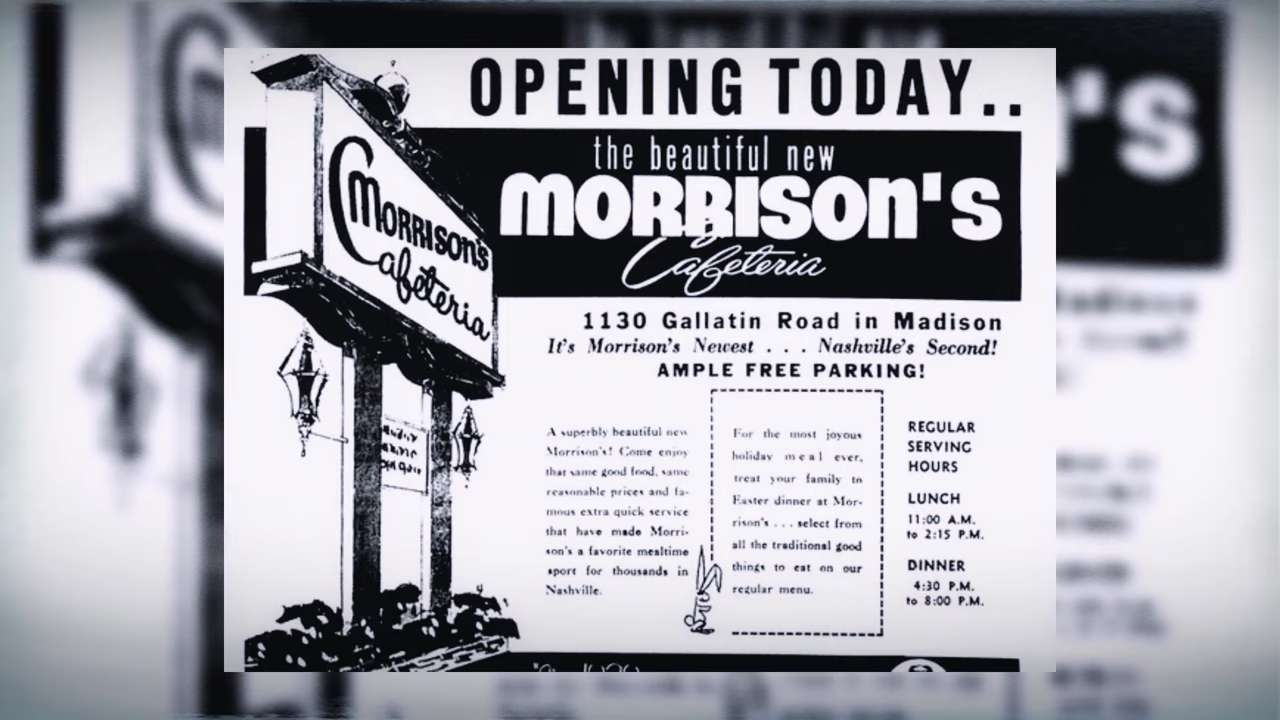 OPENING TODAY..
the beautiful new
MORRISON'S
Cafeteria
MORRISON'S
Cafeteria
1130 Gallatin Road in Madison
It's Morrison's Newest . . . Nashville's Second!
AMPLE FREE PARKING!
A superbly beautiful new
Morrison's! Come enjoy
that same good food, same
reasonable prices and fa-
mous extra quick service
that have made Morri-
son's a favorite mealtime
sport for thousands in
Nashville.
For the most joyous
holiday meal ever,
treat your family to
Easter dinner at Mor-
rison's . . . select from
all the traditional good
things to eat on our
regular menu.
REGULAR
SERVING
HOURS
LUNCH
11:00 A.M.
to 2:15 P.M.
DINNER
4:30 P.M.
to 8:00 P.M.